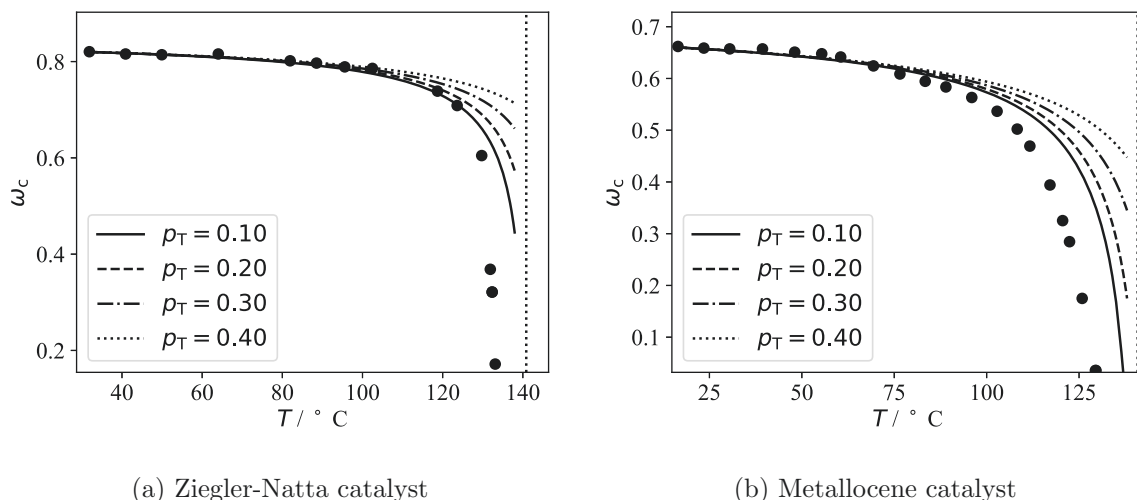 0.8
0.6
0.4
0.2
ω_c
p_T = 0.10
p_T = 0.20
p_T = 0.30
p_T = 0.40
40 60 80 100 120 140
T / ° C
(a) Ziegler-Natta catalyst
0.7
0.6
0.5
0.4
0.3
0.2
0.1
ω_c
p_T = 0.10
p_T = 0.20
p_T = 0.30
p_T = 0.40
25 50 75 100 125
T / ° C
(b) Metallocene catalyst